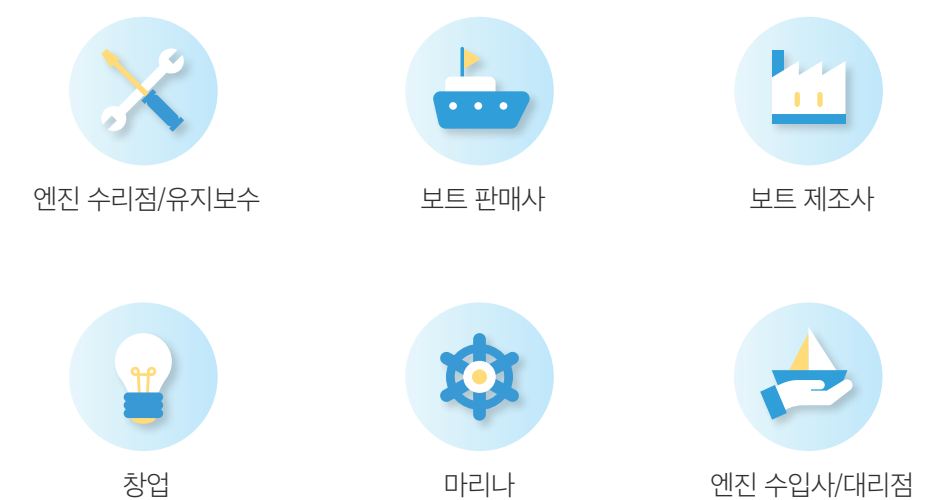 엔진 수리점/유지보수
보트 판매사
보트 제조사
창업
마리나
엔진 수입사/대리점